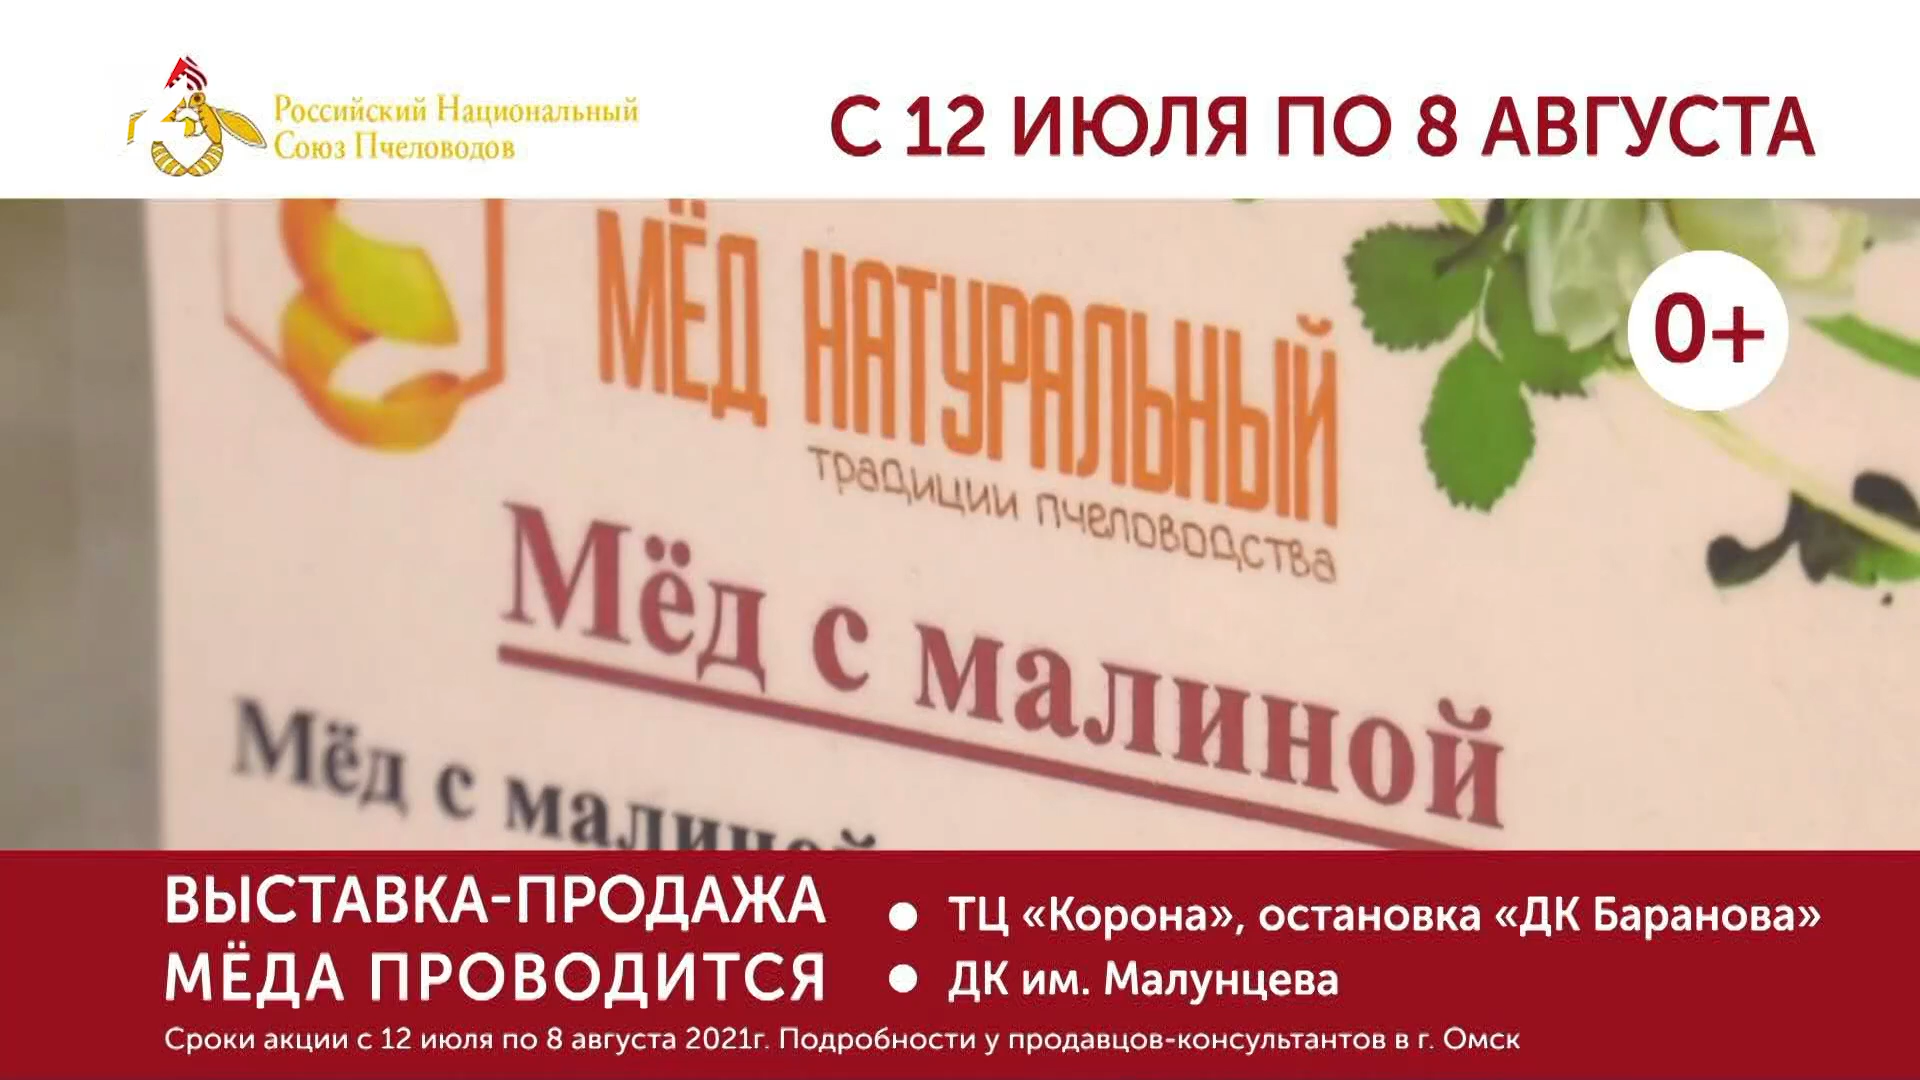 Российский Национальный
Союз Пчеловодов
С 12 ИЮЛЯ ПО 8 АВГУСТА
0+
МЁД НАТУРАЛЬНЫЙ
традиции пчеловодства
Мёд с малиной
Мёд с малиной
ВЫСТАВКА-ПРОДАЖА
МЁДА ПРОВОДИТСЯ
● ТЦ «Корона», остановка «ДК Баранова»
● ДК им. Малунцева
Сроки акции с 12 июля по 8 августа 2021г. Подробности у продавцов-консультантов в г. Омск